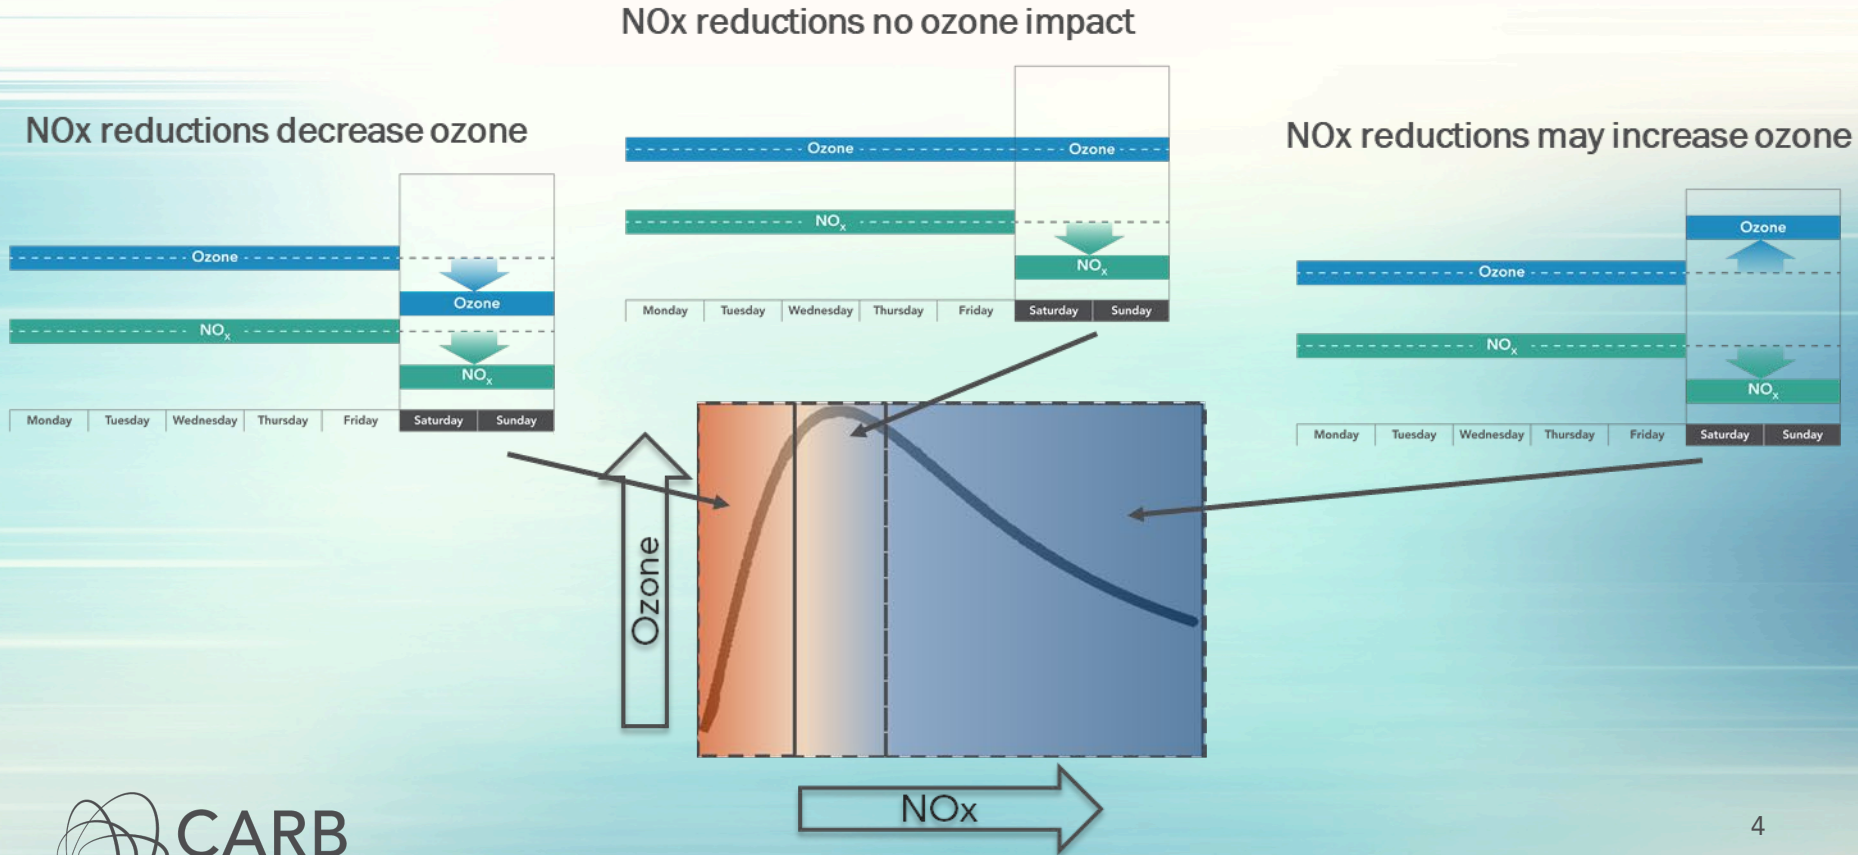 NOx reductions no ozone impact
Ozone Ozone
NOx
NOx
Monday Tuesday Wednesday Thursday Friday Saturday Sunday
NOx reductions decrease ozone
Ozone
Ozone
NOx
NOx
Monday Tuesday Wednesday Thursday Friday Saturday Sunday
NOx reductions may increase ozone
Ozone
Ozone
NOx
NOx
Monday Tuesday Wednesday Thursday Friday Saturday Sunday
Ozone
NOx
CARB
4